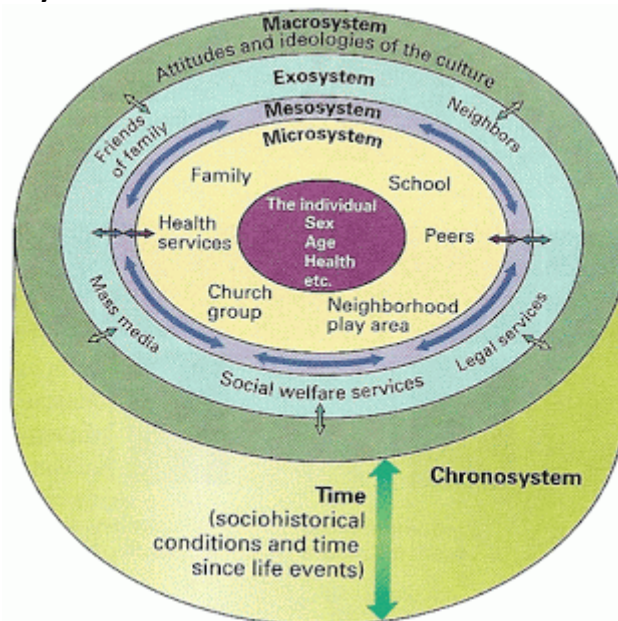 Macrosystem
Attitudes and ideologies of the culture
Exosystem
Mesosystem
Microsystem
Friends
of family
Neighbors
Family
School
The individual
Sex
Age
Health
etc.
Health
services
Peers
Church
group
Neighborhood
play area
Mass media
Social welfare services
Legal services
Chronosystem
Time
(sociohistorical
conditions and time
since life events)